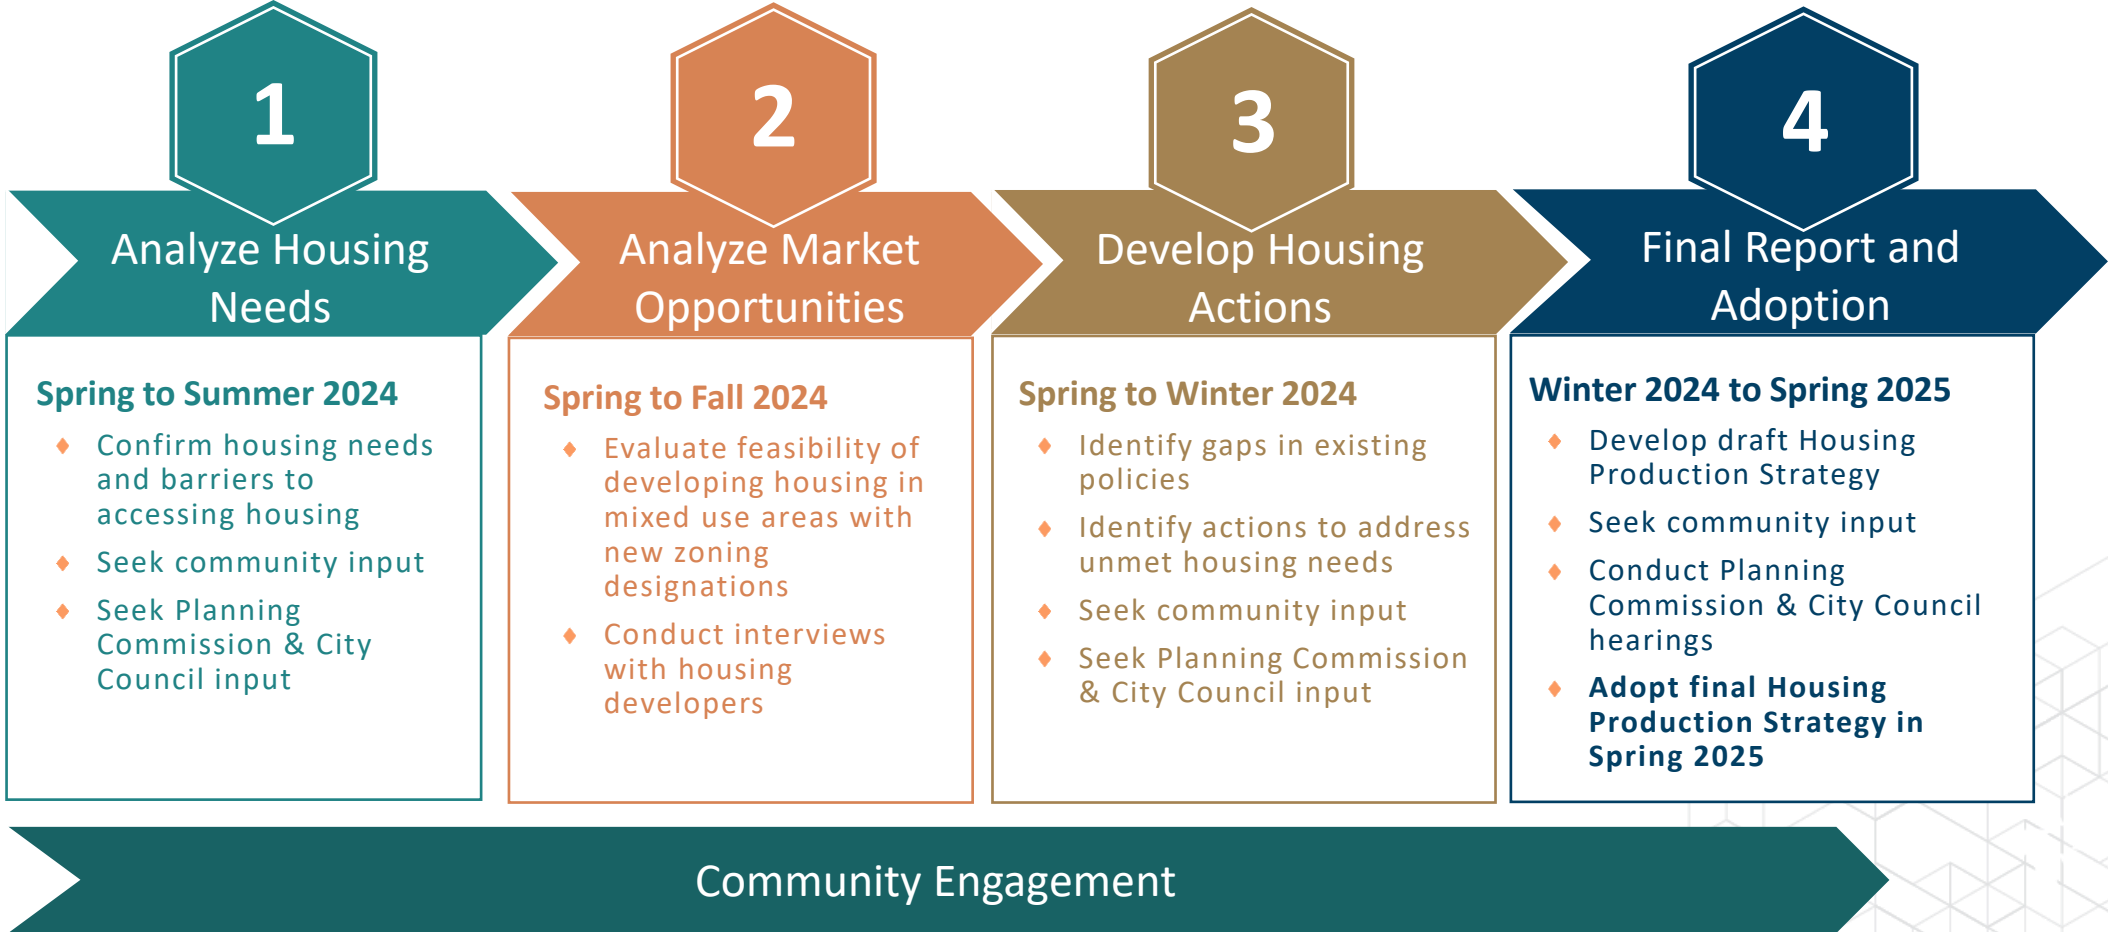 1
Analyze Housing
Needs
Spring to Summer 2024
Confirm housing needs
and barriers to
accessing housing
Seek community input
Seek Planning
Commission & City
Council input
2
Analyze Market
Opportunities
Spring to Fall 2024
Evaluate feasibility of
developing housing in
mixed use areas with
new zoning
designations
Conduct interviews
with housing
developers
3
Develop Housing
Actions
Spring to Winter 2024
Identify gaps in existing
policies
Identify actions to address
unmet housing needs
Seek community input
Seek Planning Commission
& City Council input
4
Final Report and
Adoption
Winter 2024 to Spring 2025
Develop draft Housing
Production Strategy
Seek community input
Conduct Planning
Commission & City Council
hearings
Adopt final Housing
Production Strategy in
Spring 2025
Community Engagement